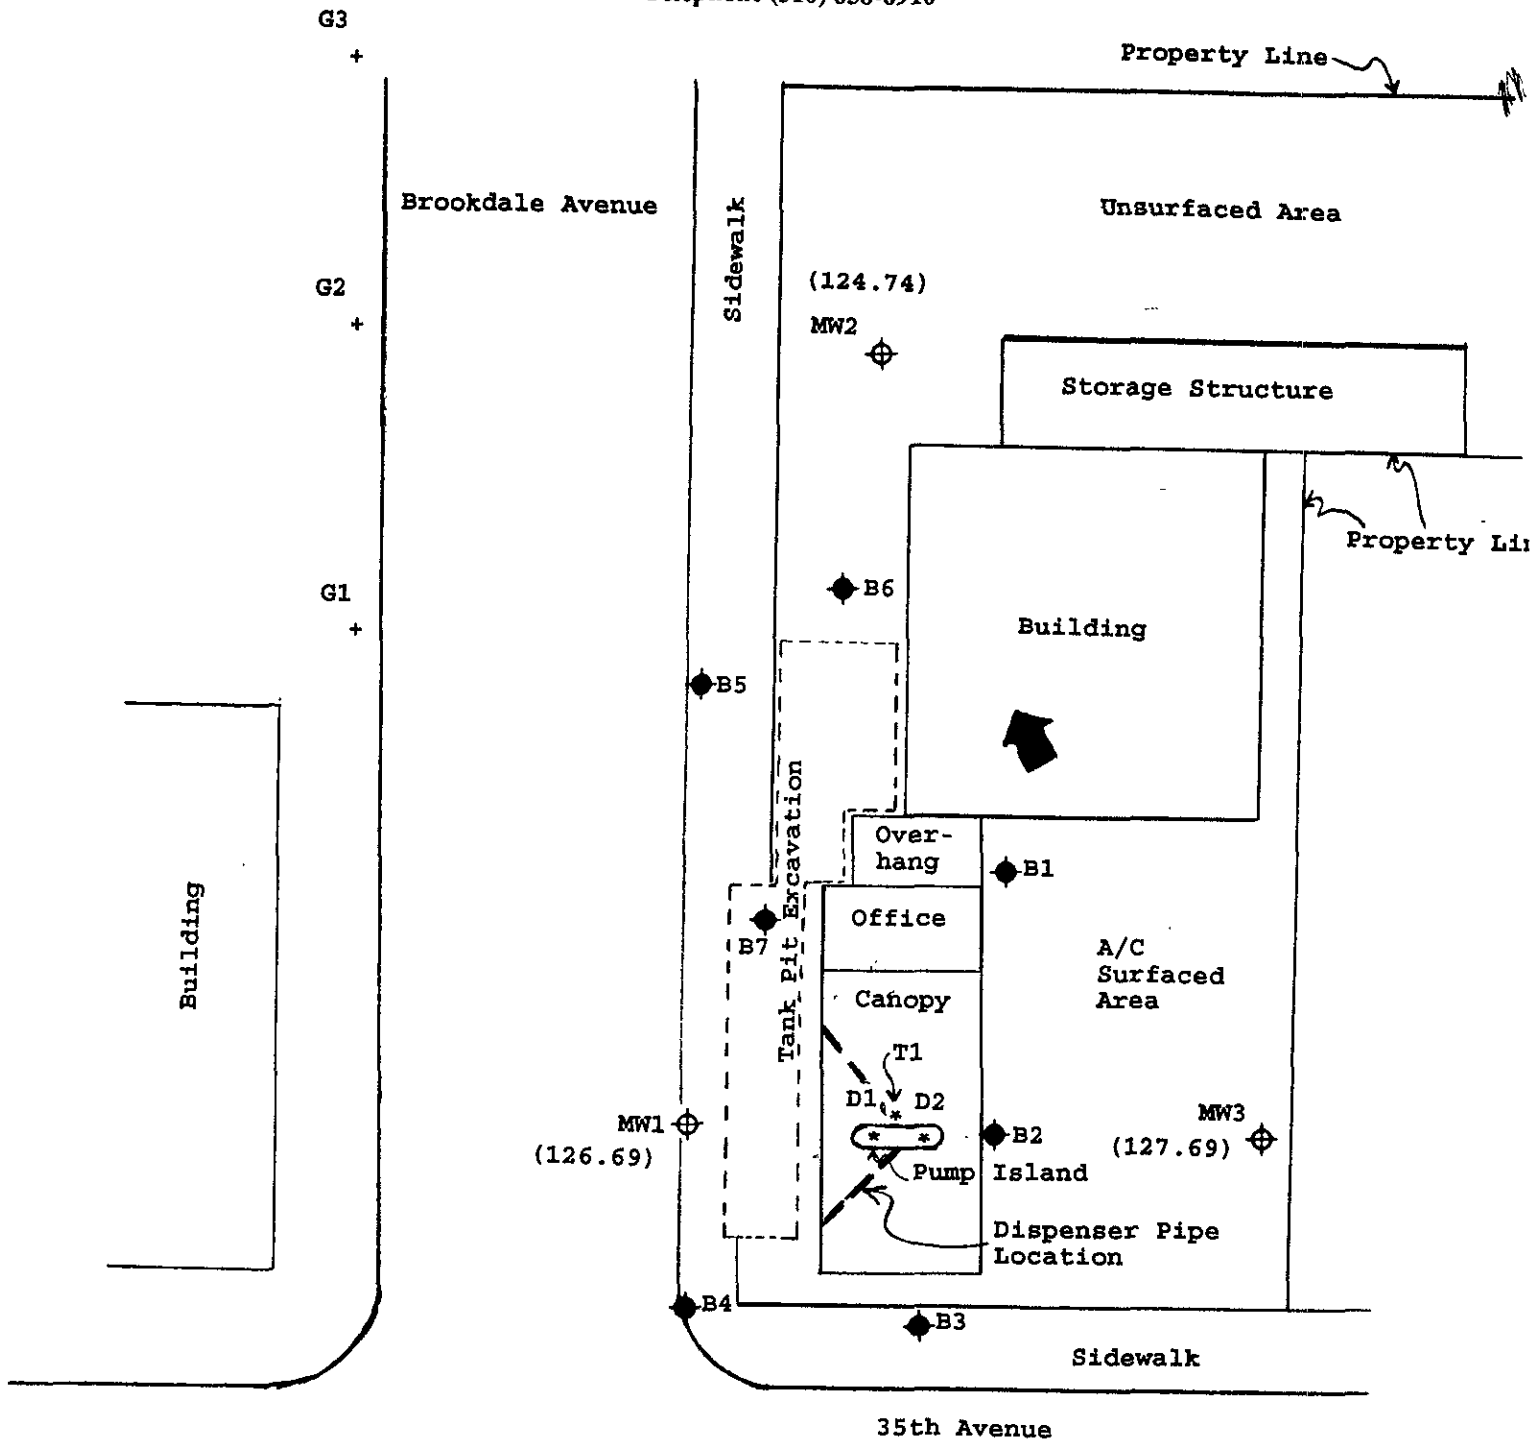 G3
Property Line
Brookdale Avenue
Unsurfaced Area
Sidewalk
G2
(124.74)
MW2
Storage Structure
Property
G1
B6
Building
B5
Tank Pit Excavation
Over-
hang
B1
Building
Office
B7
A/C
Surfaced
Area
Canopy
T1
D1
D2
MW1
(126.69)
B2
MW3
(127.69)
Pump Island
Dispenser Pipe
Location
B4
B3
Sidewalk
35th Avenue